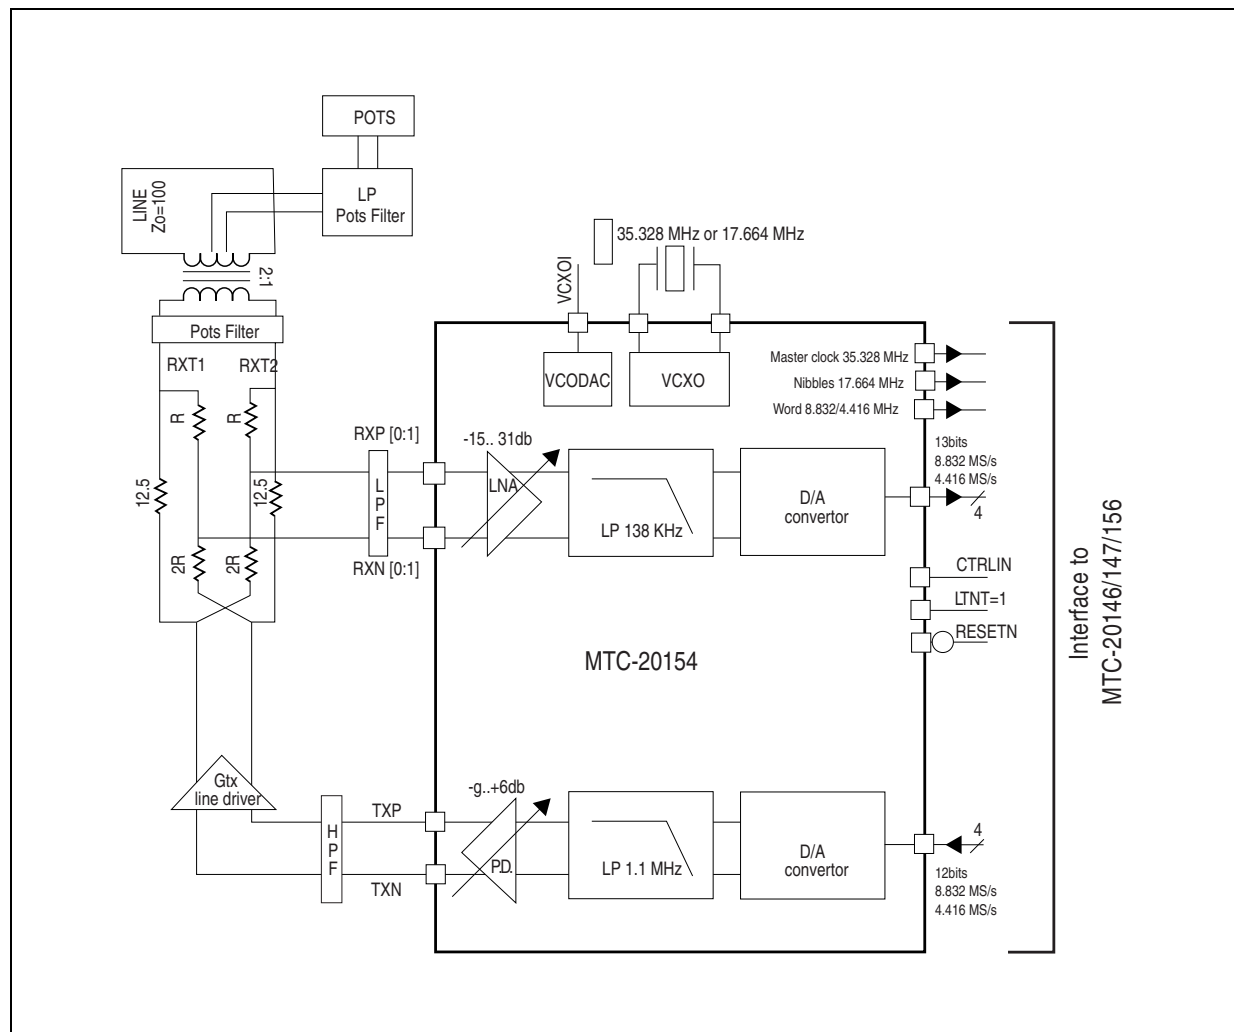 POTS
LINE
Zo=100
LP
Pots Filter
2:1
Pots Filter
RXT1
RXT2
R
R
12.5
12.5
2R
2R
35.328 MHz or 17.664 MHz
VCXOI
VCODAC
VCXO
Master clock 35.328 MHz
Nibbles 17.664 MHz
Word 8.832/4.416 MHz
RXP [0:1]
LPF
RXN [0:1]
-15.. 31db
LNA
LP 138 KHz
D/A
convertor
13bits
8.832 MS/s
4.416 MS/s
4
CTRLIN
LTNT=1
RESETN
MTC-20154
Interface to
MTC-20146/147/156
Gtx
line driver
HPF
TXP
TXN
-g..+6db
P.D.
LP 1.1 MHz
D/A
convertor
4
12bits
8.832 MS/s
4.416 MS/s